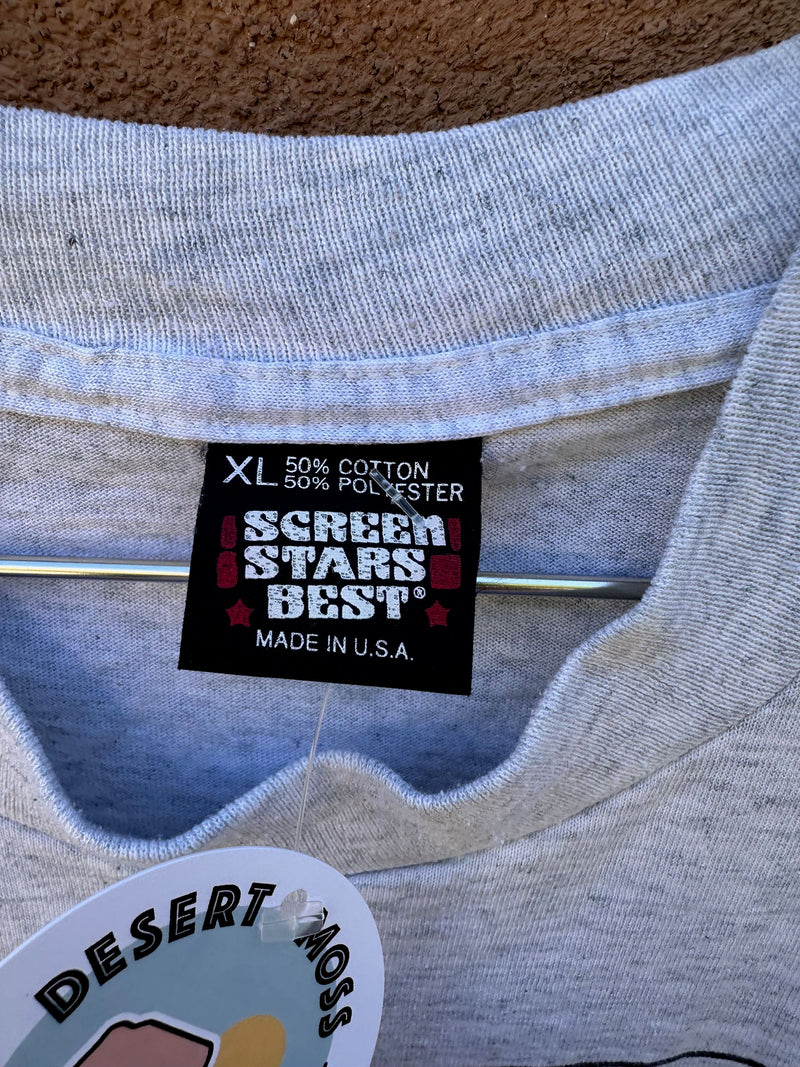 XL 50% COTTON
50% POLYESTER
SCREEN
STARS
BEST®
MADE IN U.S.A.
DESERT MOSS